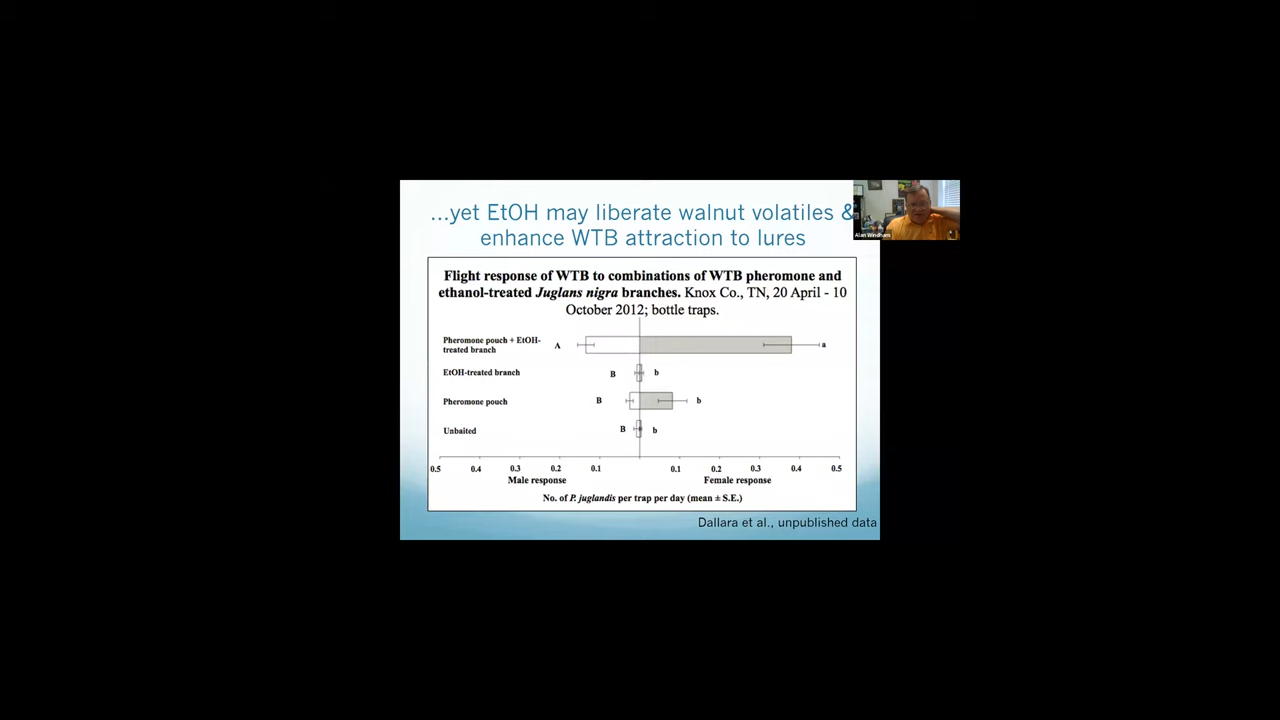 ...yet EtOH may liberate walnut volatiles &
enhance WTB attraction to lures
Alan Windham
Flight response of WTB to combinations of WTB pheromone and
ethanol-treated Juglans nigra branches. Knox Co., TN, 20 April - 10
October 2012; bottle traps.
Pheromone pouch + EtOH-
treated branch
A
a
EtOH-treated branch
B
b
Pheromone pouch
B
b
Unbaited
B
b
0.5 0.4 0.3 0.2 0.1 0.1 0.2 0.3 0.4 0.5
Male response Female response
No. of P. juglandis per trap per day (mean ± S.E.)
Dallara et al., unpublished data